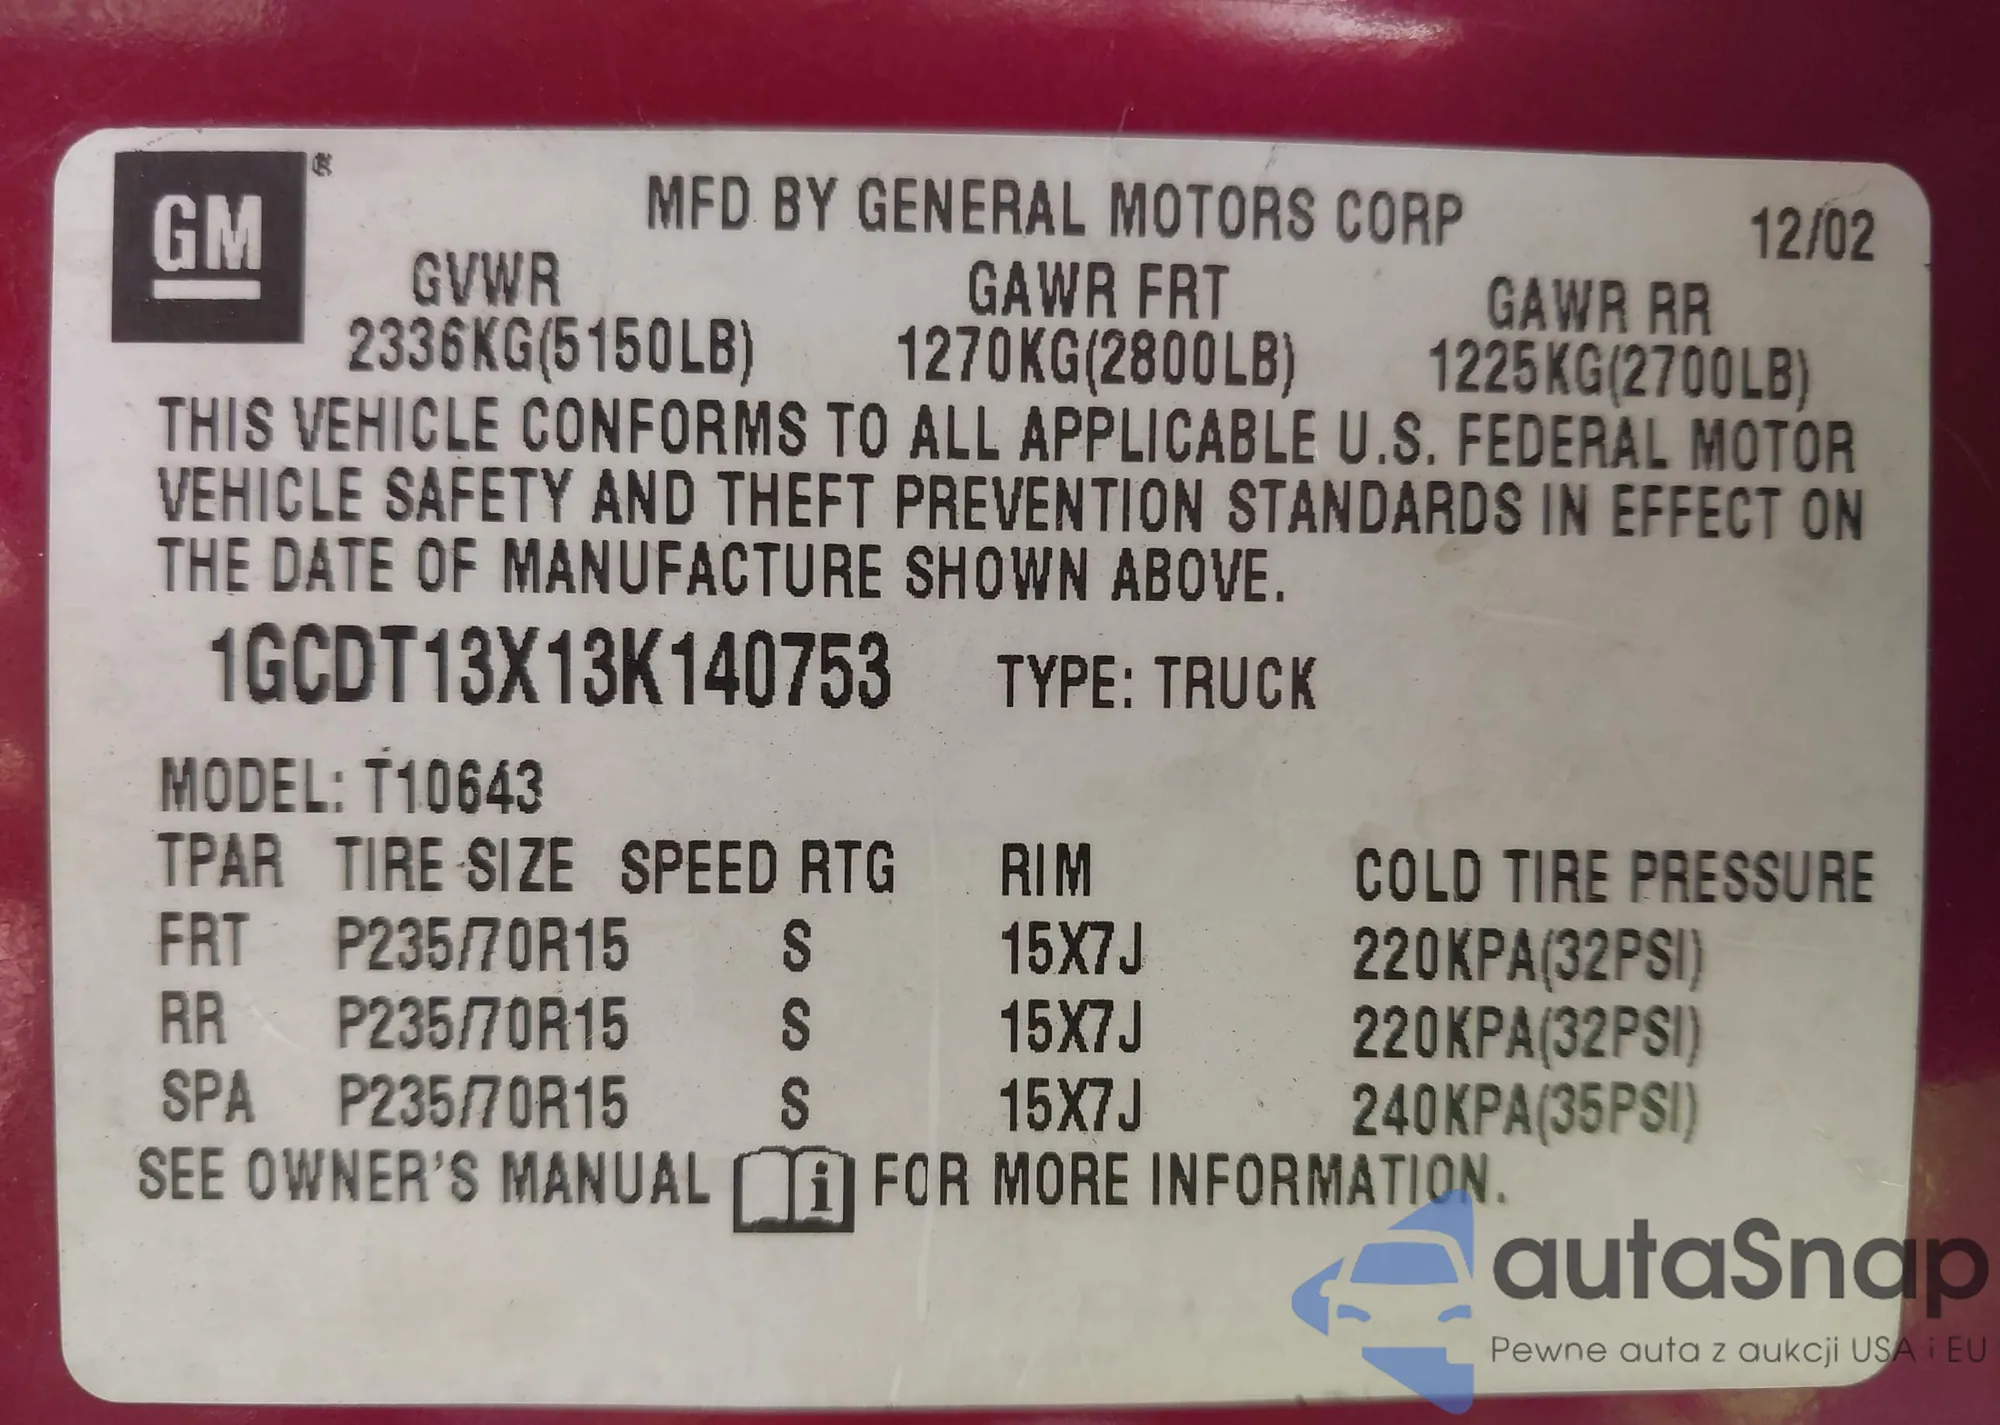 GM®
MFD BY GENERAL MOTORS CORP 12/02
GVWR GAWR FRT GAWR RR
2336KG(5150LB) 1270KG(2800LB) 1225KG(2700LB)
THIS VEHICLE CONFORMS TO ALL APPLICABLE U.S. FEDERAL MOTOR
VEHICLE SAFETY AND THEFT PREVENTION STANDARDS IN EFFECT ON
THE DATE OF MANUFACTURE SHOWN ABOVE.
1GCDT13X13K140753 TYPE: TRUCK
MODEL: T10643
TPAR TIRE SIZE SPEED RTG RIM COLD TIRE PRESSURE
FRT P235/70R15 S 15X7J 220KPA(32PSI)
RR P235/70R15 S 15X7J 220KPA(32PSI)
SPA P235/70R15 S 15X7J 240KPA(35PSI)
SEE OWNER'S MANUAL i FOR MORE INFORMATION.
autaSnap
Pewne auta z aukcji USA i EU